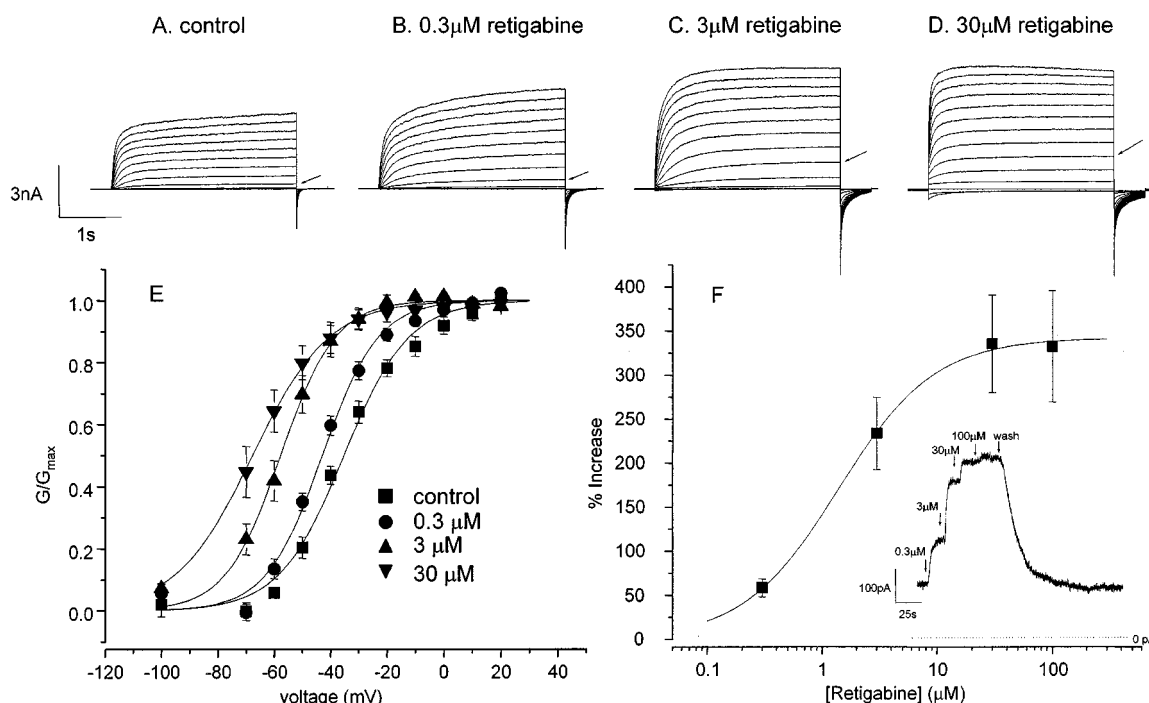 A. control
B. 0.3μM retigabine
C. 3μM retigabine
D. 30μM retigabine
3nA
1s
E
1.0
0.8
0.6
0.4
0.2
0.0
G/Gmax
control
0.3 μM
3 μM
30 μM
-120 -100 -80 -60 -40 -20 0 20 40
voltage (mV)
F
400
350
300
250
200
150
100
50
0
% Increase
0.3μM
3μM
30μM
100μM
wash
100pA
25s
0 p
0.1 1 10 100
[Retigabine] (μM)